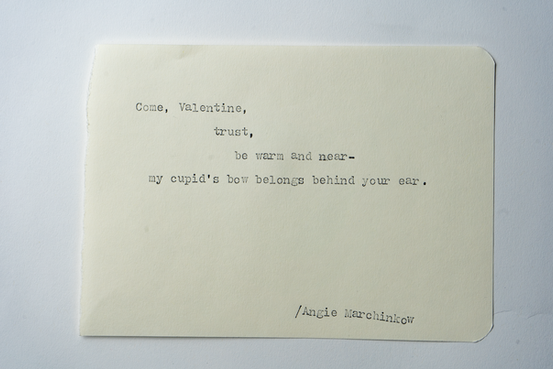 Come, Valentine,
trust,
be warm and near-
my cupid's bow belongs behind your ear.
/Angie Marchinkow